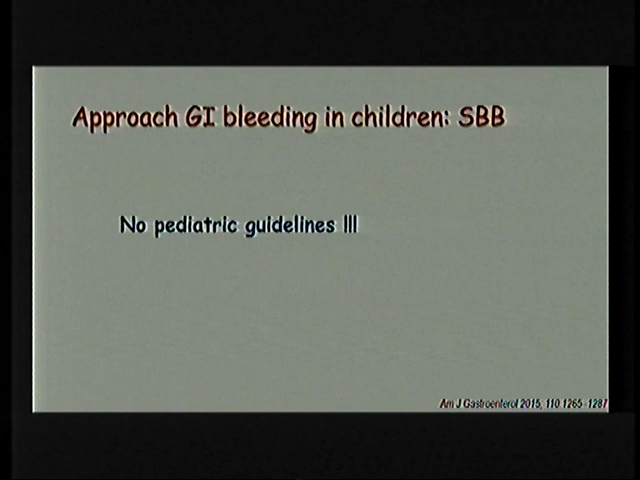 Approach GI bleeding in children: SBB
No pediatric guidelines !!!
Am J Gastroenterol 2015; 110:1265-1287